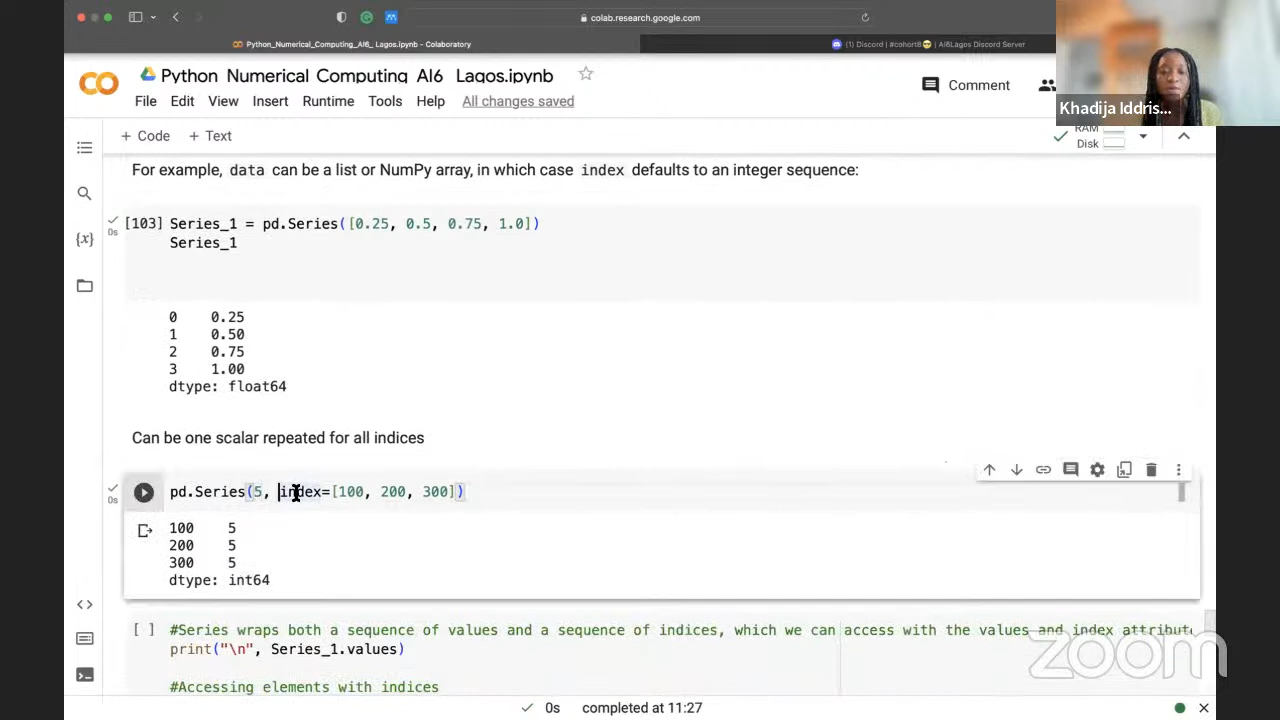 colab.research.google.com
Python_Numerical_Computing_AI6_ Lagos.ipynb - Colaboratory
(1) Discord | #cohort8😎 | AI6Lagos Discord Server
Python_Numerical_Computing_AI6_ Lagos.ipynb
Comment
Khadija Iddris...
File Edit View Insert Runtime Tools Help All changes saved
+ Code + Text
RAM
Disk
For example, data can be a list or NumPy array, in which case index defaults to an integer sequence:
[103] Series_1 = pd.Series([0.25, 0.5, 0.75, 1.0])
0s
Series_1
{x}
0 0.25
1 0.50
2 0.75
3 1.00
dtype: float64
Can be one scalar repeated for all indices
pd.Series(5, index=[100, 200, 300])
0s
100 5
200 5
300 5
dtype: int64
[ ] #Series wraps both a sequence of values and a sequence of indices, which we can access with the values and index attribut
print("\n", Series_1.values)
zoom
#Accessing elements with indices
0s completed at 11:27